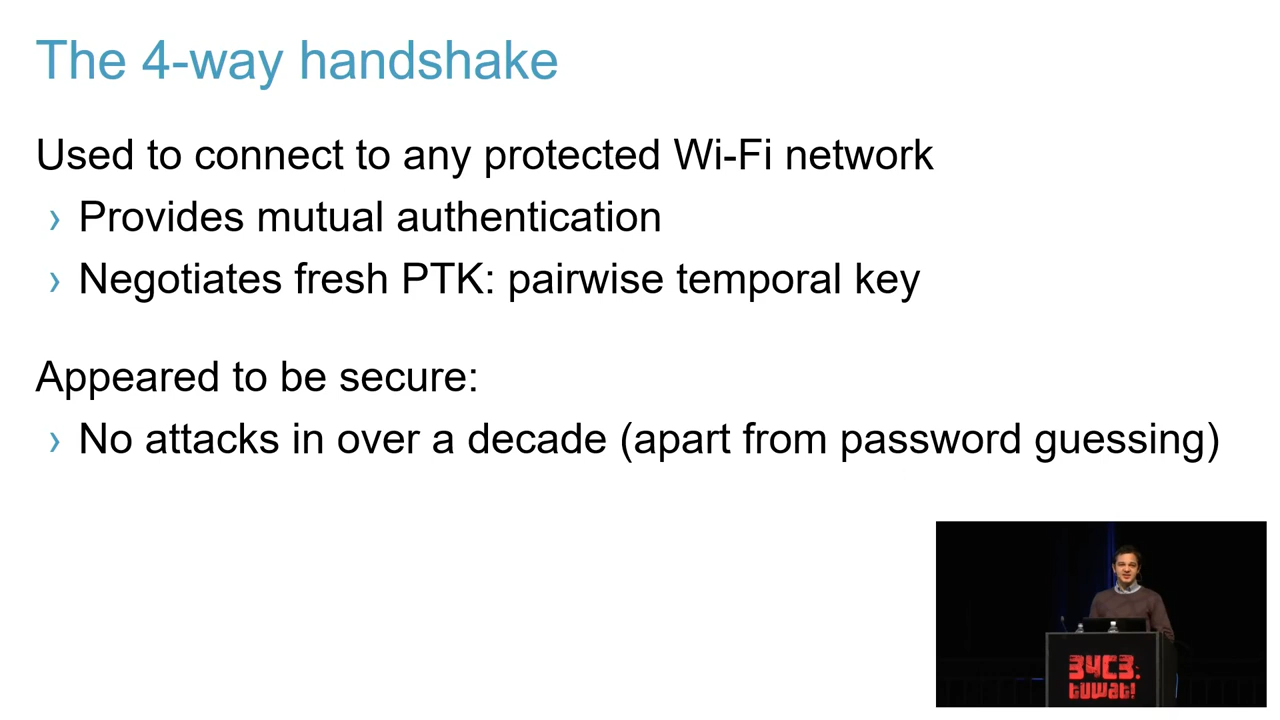 The 4-way handshake
Used to connect to any protected Wi-Fi network
› Provides mutual authentication
› Negotiates fresh PTK: pairwise temporal key
Appeared to be secure:
› No attacks in over a decade (apart from password guessing)
34C3:
tuwat!